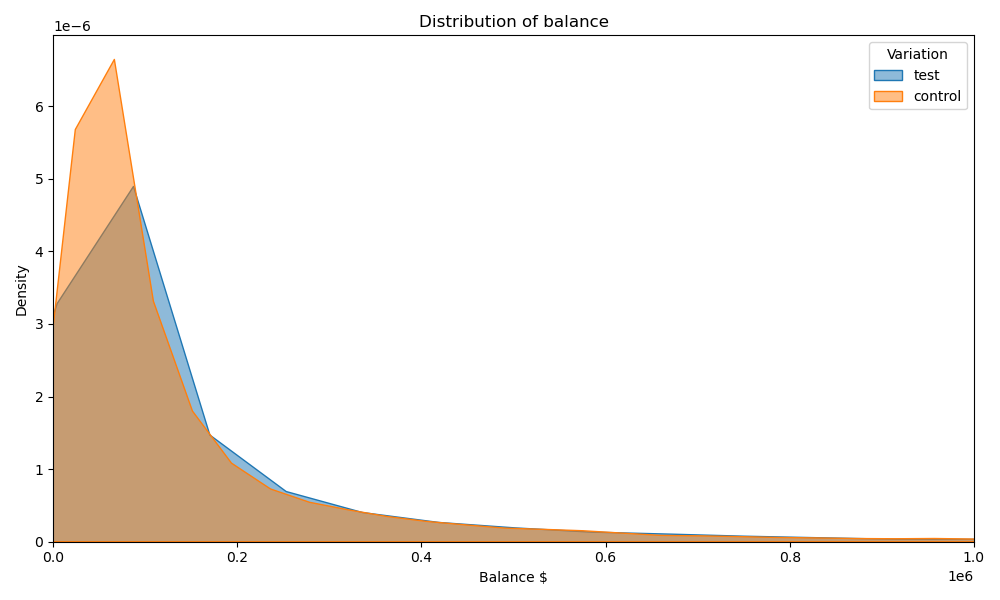 Distribution of balance
1e−6
Variation
test
control
6
5
4
3
2
1
0
Density
0.0 0.2 0.4 0.6 0.8 1.0
Balance $
1e6